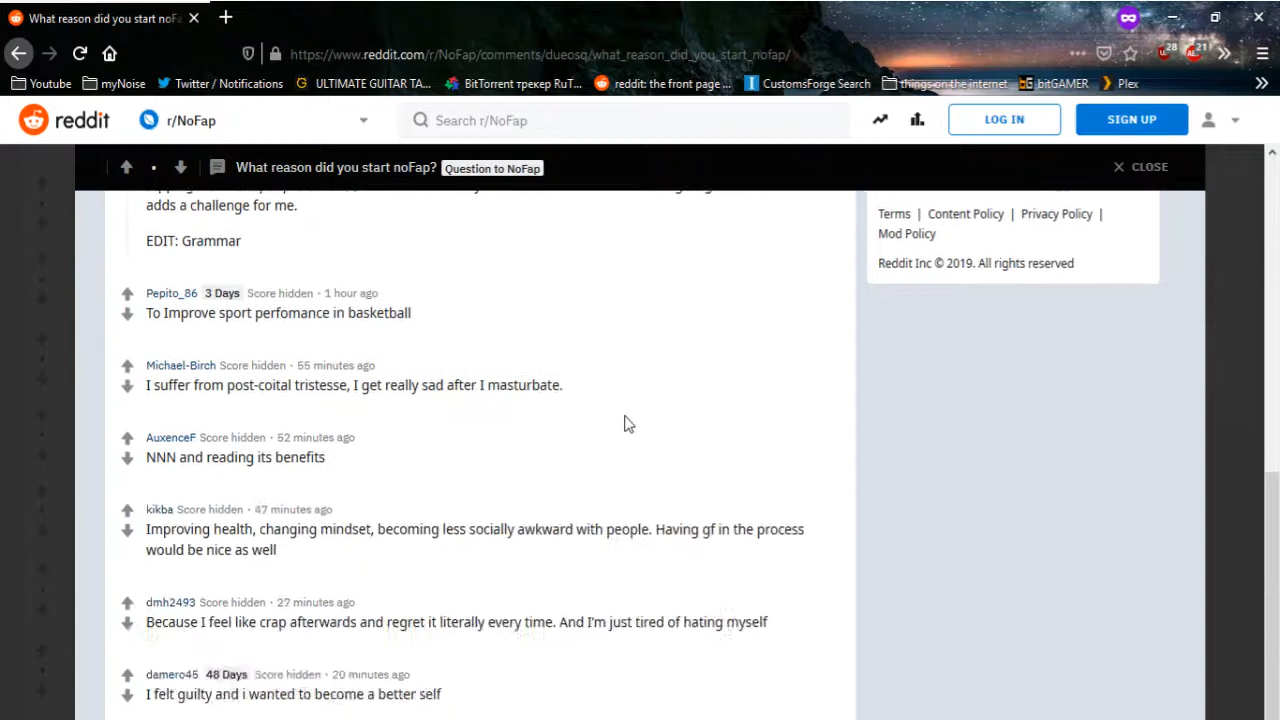 What reason did you start noFa
https://www.reddit.com/r/NoFap/comments/dueosq/what_reason_did_you_start_nofap/
28
21
Youtube
myNoise
Twitter / Notifications
ULTIMATE GUITAR TA...
BitTorrent трекер RuT...
reddit: the front page ...
CustomsForge Search
things on the internet
bitGAMER
Plex
reddit
r/NoFap
Search r/NoFap
LOG IN
SIGN UP
What reason did you start noFap? Question to NoFap
CLOSE
adds a challenge for me.
EDIT: Grammar
Pepito_86 3 Days Score hidden · 1 hour ago
To Improve sport perfomance in basketball
Michael-Birch Score hidden · 55 minutes ago
I suffer from post-coital tristesse, I get really sad after I masturbate.
AuxenceF Score hidden · 52 minutes ago
NNN and reading its benefits
kikba Score hidden · 47 minutes ago
Improving health, changing mindset, becoming less socially awkward with people. Having gf in the process
would be nice as well
dmh2493 Score hidden · 27 minutes ago
Because I feel like crap afterwards and regret it literally every time. And I'm just tired of hating myself
damero45 48 Days Score hidden · 20 minutes ago
I felt guilty and i wanted to become a better self
Terms | Content Policy | Privacy Policy |
Mod Policy
Reddit Inc © 2019. All rights reserved